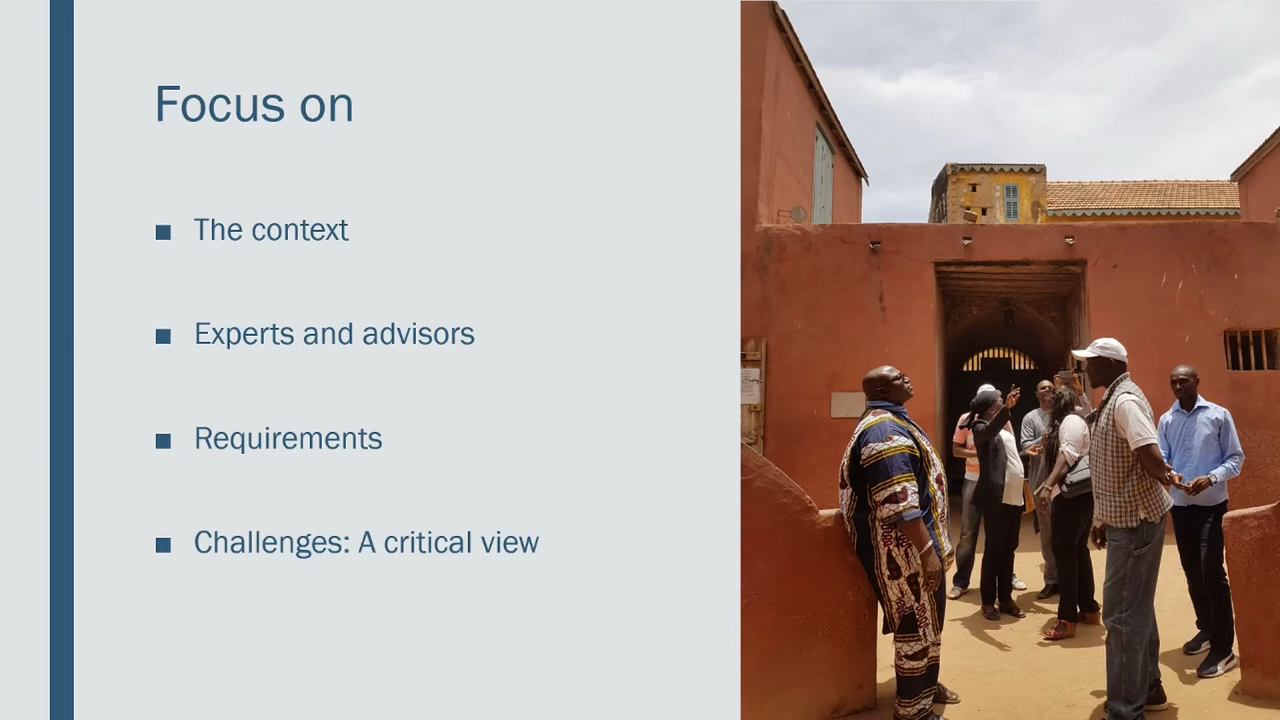 Focus on
■ The context
■ Experts and advisors
■ Requirements
■ Challenges: A critical view